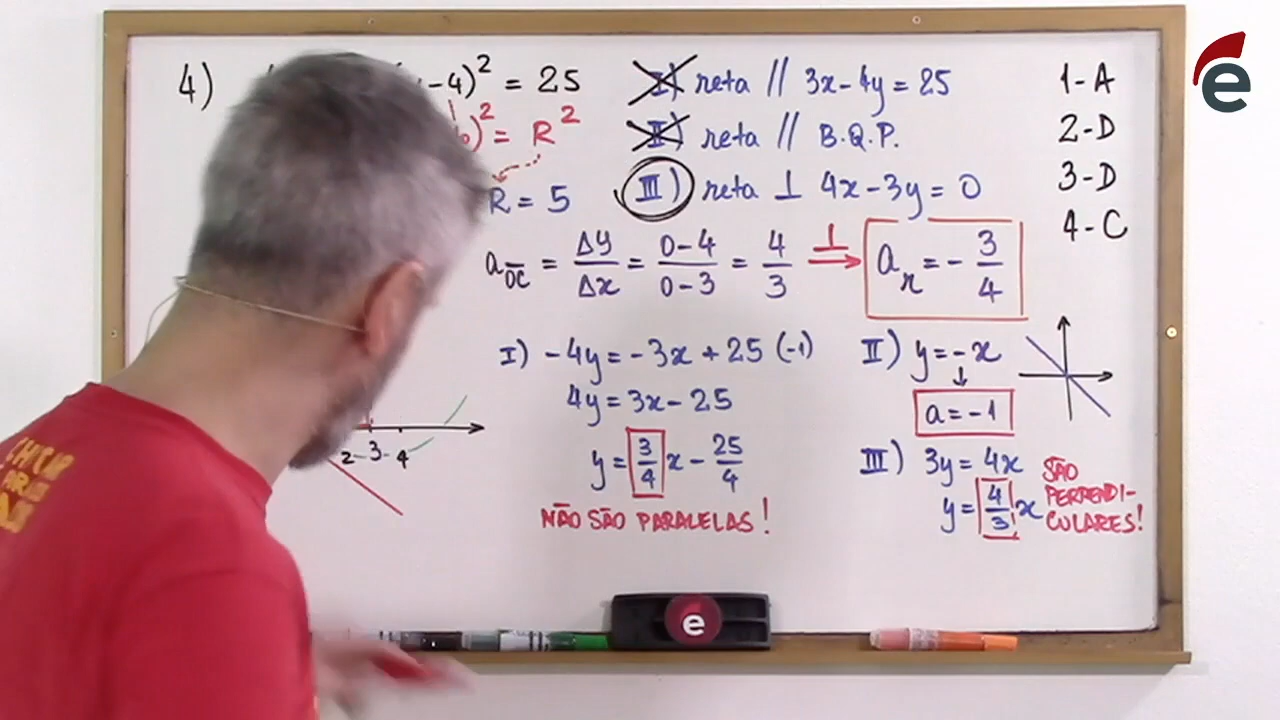 4) -4)² = 25
b)² = R²
R = 5
I) reta // 3x - 4y = 25
II) reta // B.Q.P.
III) reta ⊥ 4x - 3y = 0
1-A
2-D
3-D
4-C
a_OC = Δy/Δx = 0-4/0-3 = 4/3 ⊥⇒ a_r = -3/4
I) -4y = -3x + 25 (-1)
4y = 3x - 25
y = 3/4 x - 25/4
NÃO SÃO PARALELAS!
II) y = -x
↓
a = -1
III) 3y = 4x
y = 4/3 x
SÃO
PERPENDI-
CULARES!
2 3 4
e
e